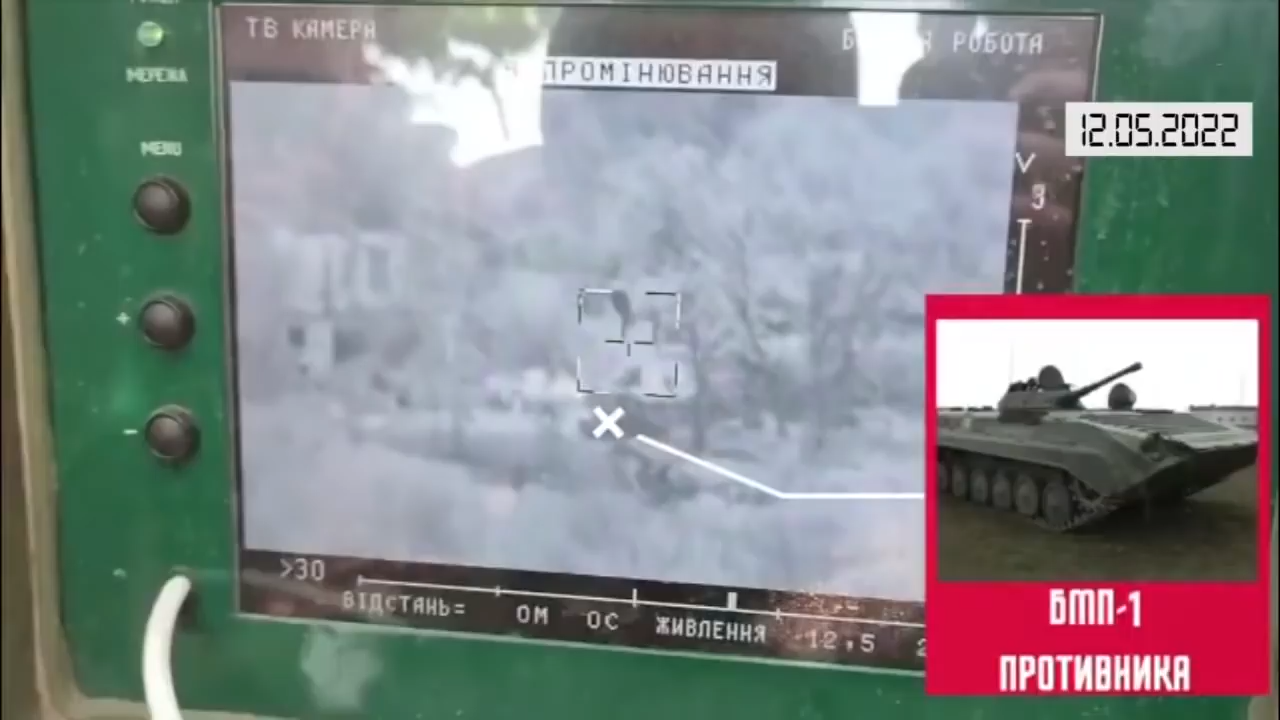 ТВ КАМЕРА
РОБОТА
ПРОМІНЮВАННЯ
МЕРЕЖА
12.05.2022
MENU
V
3
+
-
>30
ВІДСТАНЬ= 0М 0С ЖИВЛЕННЯ 12,5
БМП-1
ПРОТИВНИКА